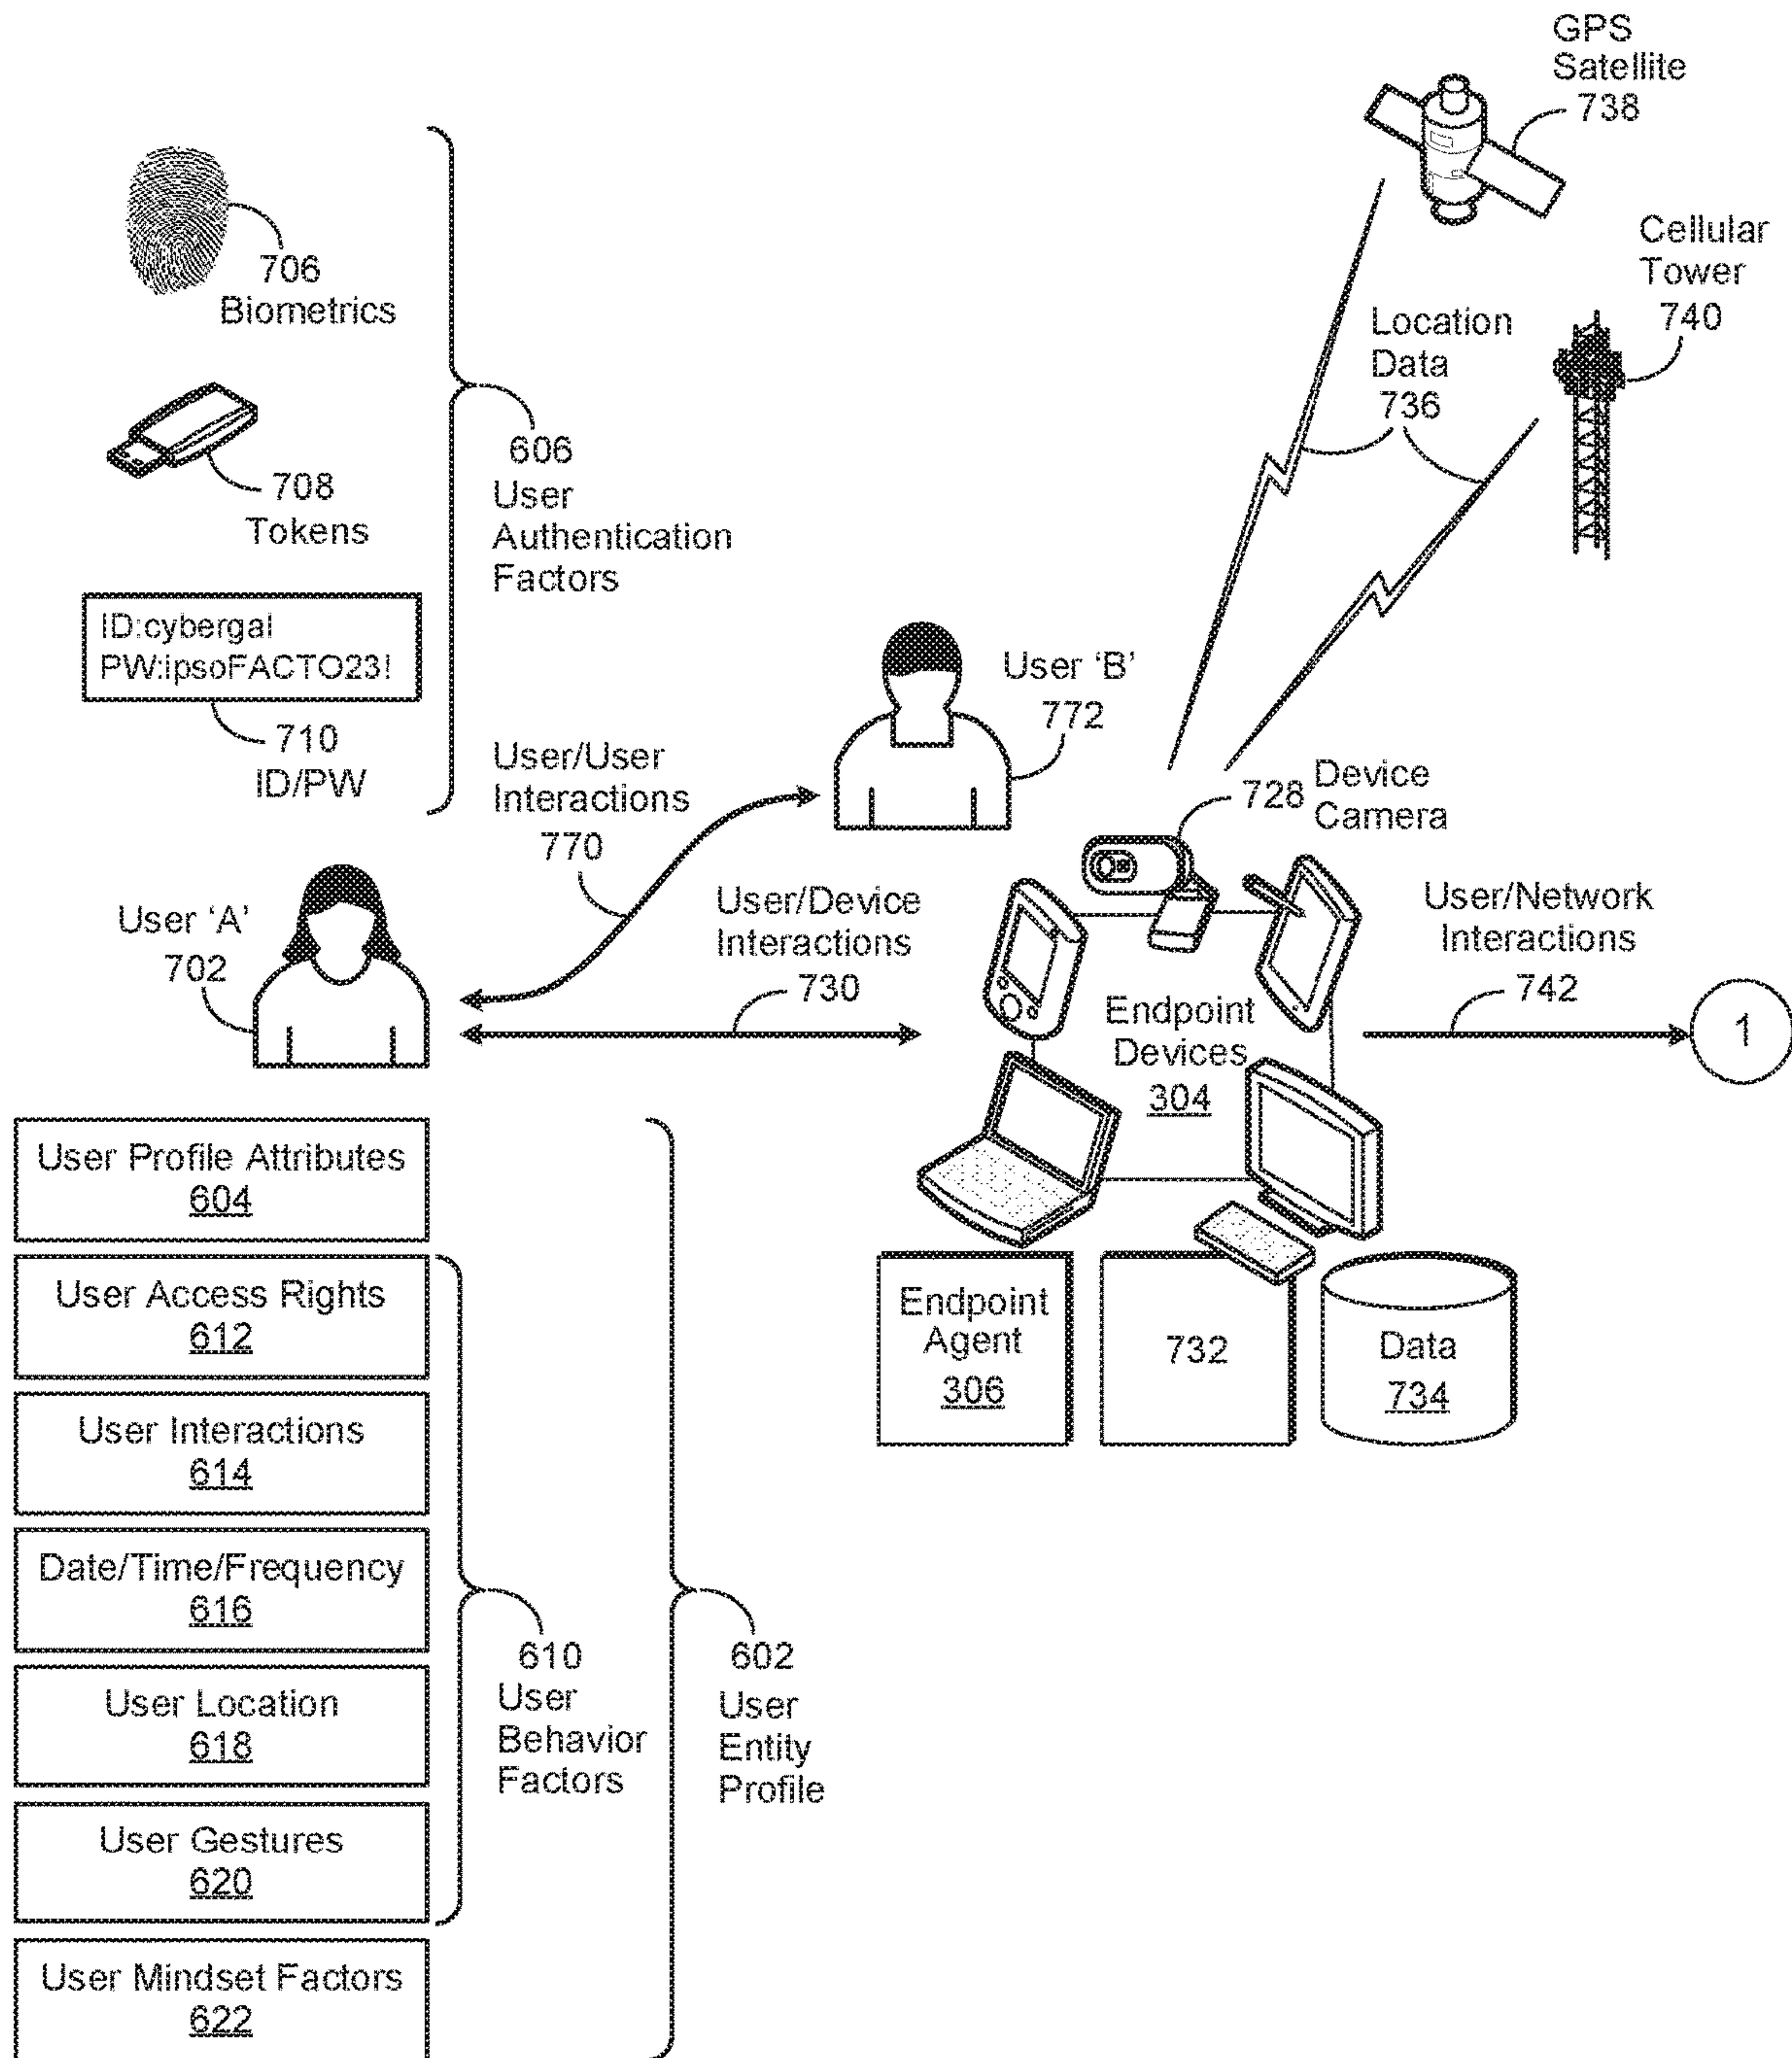 GPS
Satellite
738
Cellular
Tower
740
Location
Data
736
706
Biometrics
708
Tokens
ID:cybergal
PW:ipsoFACTO23!
710
ID/PW
606
User
Authentication
Factors
User 'B'
772
User/User
Interactions
770
728
Device
Camera
User 'A'
702
User/Device
Interactions
730
Endpoint
Devices
304
User/Network
Interactions
742
1
User Profile Attributes
604
User Access Rights
612
User Interactions
614
Date/Time/Frequency
616
User Location
618
User Gestures
620
User Mindset Factors
622
610
User
Behavior
Factors
602
User
Entity
Profile
Endpoint
Agent
306
732
Data
734